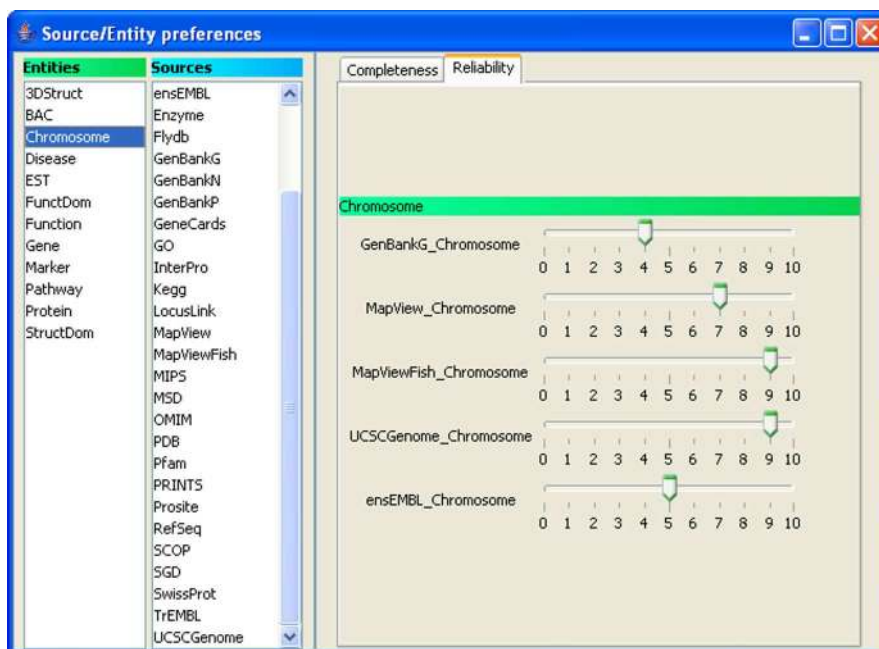 Source/Entity preferences
Entities
3DStruct
BAC
Chromosome
Disease
EST
FunctDom
Function
Gene
Marker
Pathway
Protein
StructDom
Sources
ensEMBL
Enzyme
Flydb
GenBankG
GenBankN
GenBankP
GeneCards
GO
InterPro
Kegg
LocusLink
MapView
MapViewFish
MIPS
MSD
OMIM
PDB
Pfam
PRINTS
Prosite
RefSeq
SCOP
SGD
SwissProt
TrEMBL
UCSCGenome
Completeness Reliability
Chromosome
GenBankG_Chromosome
0 1 2 3 4 5 6 7 8 9 10
MapView_Chromosome
0 1 2 3 4 5 6 7 8 9 10
MapViewFish_Chromosome
0 1 2 3 4 5 6 7 8 9 10
UCSCGenome_Chromosome
0 1 2 3 4 5 6 7 8 9 10
ensEMBL_Chromosome
0 1 2 3 4 5 6 7 8 9 10